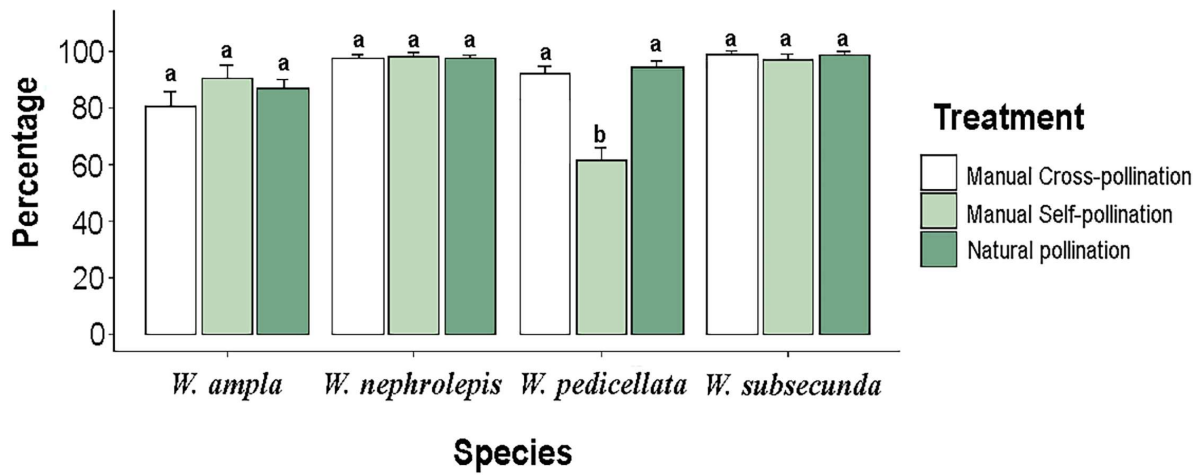 Percentage
100
80
60
40
20
0
a a a
a a a
a b a
a a a
W. ampla W. nephrolepis W. pedicellata W. subsecunda
Species
Treatment
Manual Cross-pollination
Manual Self-pollination
Natural pollination